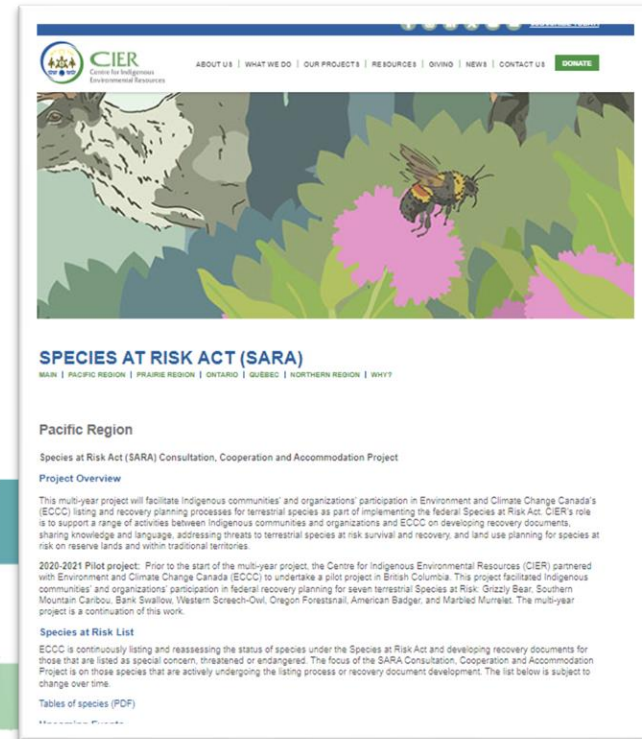 SUBSCRIBE TODAY!
CIER
Centre for Indigenous
Environmental Resources
ABOUT US | WHAT WE DO | OUR PROJECTS | RESOURCES | GIVING | NEWS | CONTACT US
DONATE
SPECIES AT RISK ACT (SARA)
MAIN | PACIFIC REGION | PRAIRIE REGION | ONTARIO | QUÉBEC | NORTHERN REGION | WHY?
Pacific Region
Species at Risk Act (SARA) Consultation, Cooperation and Accommodation Project
Project Overview
This multi-year project will facilitate Indigenous communities' and organizations' participation in Environment and Climate Change Canada's
(ECCC) listing and recovery planning processes for terrestrial species as part of implementing the federal Species at Risk Act. CIER's role
is to support a range of activities between Indigenous communities and organizations and ECCC on developing recovery documents,
sharing knowledge and language, addressing threats to terrestrial species at risk survival and recovery, and land use planning for species at
risk on reserve lands and within traditional territories.
2020-2021 Pilot project: Prior to the start of the multi-year project, the Centre for Indigenous Environmental Resources (CIER) partnered
with Environment and Climate Change Canada (ECCC) to undertake a pilot project in British Columbia. This project facilitated Indigenous
communities' and organizations' participation in federal recovery planning for seven terrestrial Species at Risk: Grizzly Bear, Southern
Mountain Caribou, Bank Swallow, Western Screech-Owl, Oregon Forestsnail, American Badger, and Marbled Murrelet. The multi-year
project is a continuation of this work.
Species at Risk List
ECCC is continuously listing and reassessing the status of species under the Species at Risk Act and developing recovery documents for
those that are listed as special concern, threatened or endangered. The focus of the SARA Consultation, Cooperation and Accommodation
Project is on those species that are actively undergoing the listing process or recovery document development. The list below is subject to
change over time.
Tables of species (PDF)
Upcoming Events